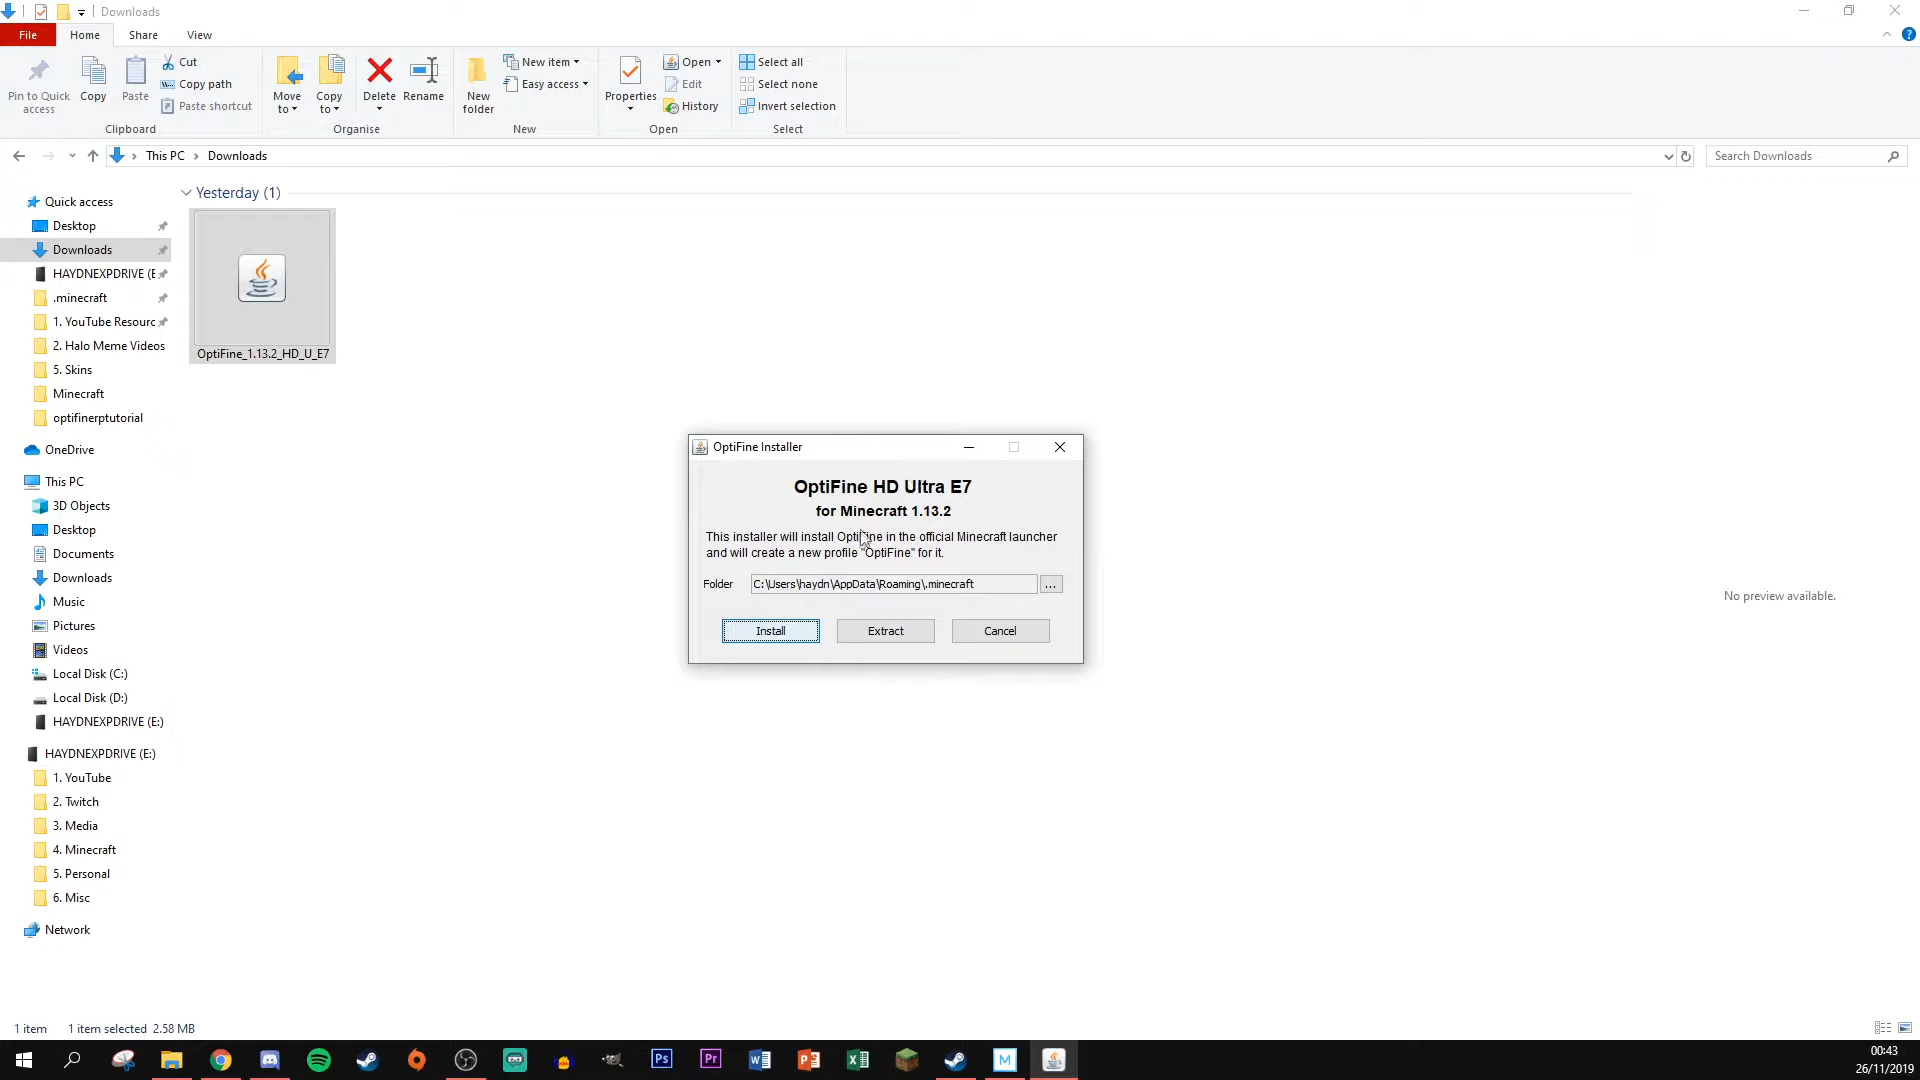 Downloads
File Home Share View
Pin to Quick access
Copy
Paste
Cut
Copy path
Paste shortcut
Clipboard
Move to
Copy to
Delete
Rename
Organise
New folder
New item
Easy access
New
Properties
Open
Edit
History
Open
Select all
Select none
Invert selection
Select
This PC > Downloads
Search Downloads
Quick access
Desktop
Downloads
HAYDNEXPDRIVE (E
.minecraft
1. YouTube Resourc
2. Halo Meme Videos
5. Skins
Minecraft
optifinerptutorial
OneDrive
This PC
3D Objects
Desktop
Documents
Downloads
Music
Pictures
Videos
Local Disk (C:)
Local Disk (D:)
HAYDNEXPDRIVE (E:)
HAYDNEXPDRIVE (E:)
1. YouTube
2. Twitch
3. Media
4. Minecraft
5. Personal
6. Misc
Network
Yesterday (1)
OptiFine_1.13.2_HD_U_E7
OptiFine Installer
OptiFine HD Ultra E7
for Minecraft 1.13.2
This installer will install OptiFine in the official Minecraft launcher
and will create a new profile "OptiFine" for it.
Folder C:\Users\haydn\AppData\Roaming\.minecraft ...
Install Extract Cancel
No preview available.
1 item 1 item selected 2.58 MB
Ps
Pr
M
00:43
26/11/2019